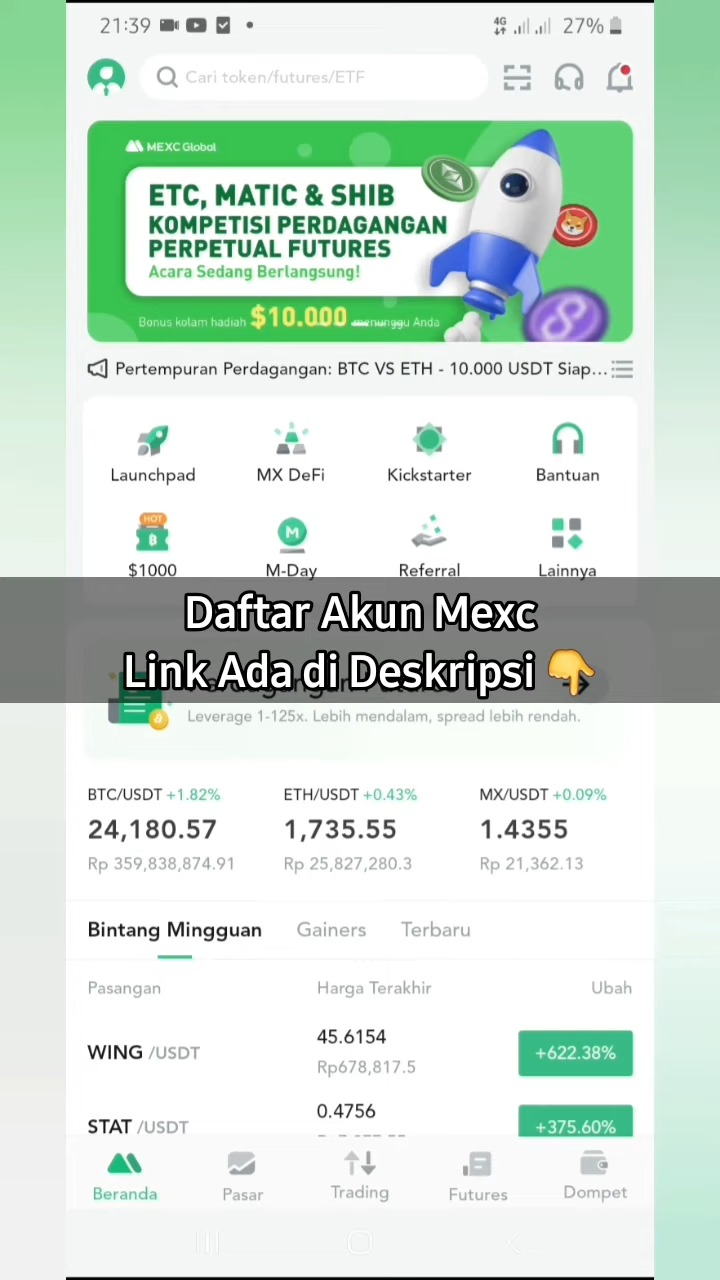 21:39
4G
27%
Cari token/futures/ETF
MEXC Global
ETC, MATIC & SHIB
KOMPETISI PERDAGANGAN
PERPETUAL FUTURES
Acara Sedang Berlangsung!
Bonus kolam hadiah $10.000 menunggu Anda
Pertempuran Perdagangan: BTC VS ETH - 10.000 USDT Siap...
Launchpad
MX DeFi
Kickstarter
Bantuan
HOT
$1000
M-Day
Referral
Lainnya
Daftar Akun Mexc
Link Ada di Deskripsi 👇
Leverage 1-125x. Lebih mendalam, spread lebih rendah.
BTC/USDT +1.82%
ETH/USDT +0.43%
MX/USDT +0.09%
24,180.57
1,735.55
1.4355
Rp 359,838,874.91
Rp 25,827,280.3
Rp 21,362.13
Bintang Mingguan
Gainers
Terbaru
Pasangan
Harga Terakhir
Ubah
WING /USDT
45.6154
Rp678,817.5
+622.38%
STAT /USDT
0.4756
+375.60%
Beranda
Pasar
Trading
Futures
Dompet